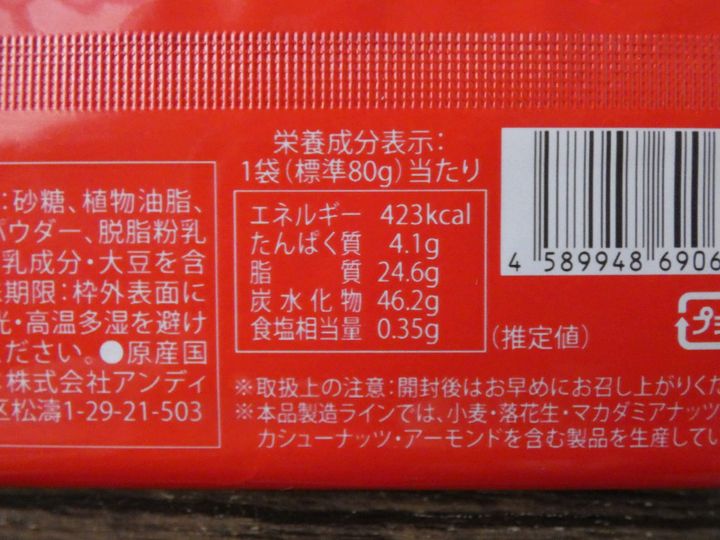 栄養成分表示:
1袋(標準80g)当たり
エネルギー 423kcal
たんぱく質 4.1g
脂 質 24.6g
炭水化物 46.2g
食塩相当量 0.35g
(推定値)
:砂糖、植物油脂、
パウダー、脱脂粉乳
乳成分・大豆を含
期限:枠外表面に
光・高温多湿を避け
ださい。●原産国
株式会社アンディ
区松濤1-29-21-503
4 589948 6906
プラ
※取扱上の注意:開封後はお早めにお召し上がりくだ
※本品製造ラインでは、小麦・落花生・マカダミアナッツ
カシューナッツ・アーモンドを含む製品を生産してい